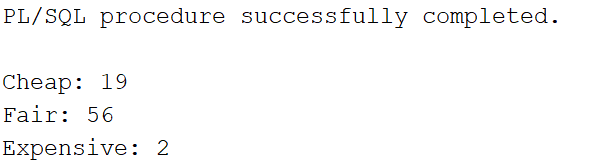 PL/SQL procedure successfully completed.
Cheap: 19
Fair: 56
Expensive: 2